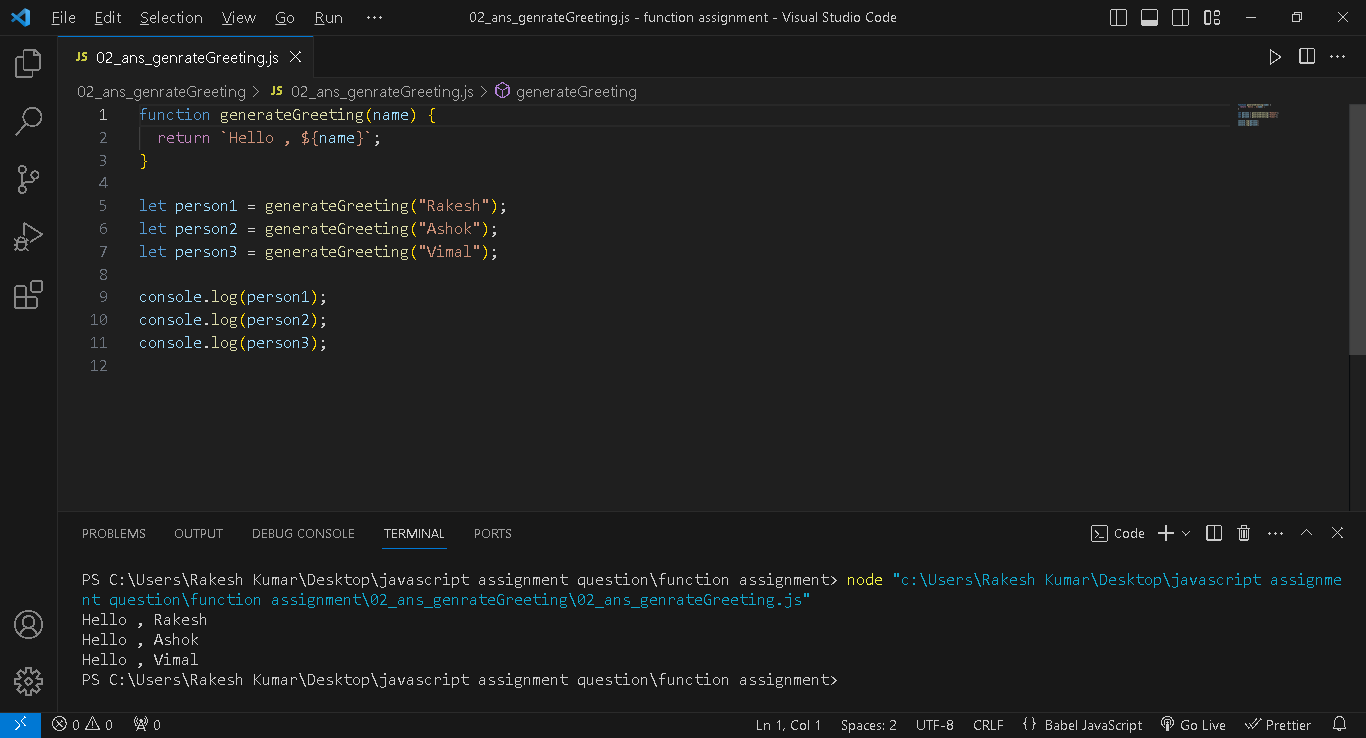 File Edit Selection View Go Run ··· 02_ans_genrateGreeting.js - function assignment - Visual Studio Code
JS 02_ans_genrateGreeting.js
02_ans_genrateGreeting > JS 02_ans_genrateGreeting.js > generateGreeting
1 function generateGreeting(name) {
2 return `Hello , ${name}`;
3 }
4
5 let person1 = generateGreeting("Rakesh");
6 let person2 = generateGreeting("Ashok");
7 let person3 = generateGreeting("Vimal");
8
9 console.log(person1);
10 console.log(person2);
11 console.log(person3);
12
PROBLEMS OUTPUT DEBUG CONSOLE TERMINAL PORTS Code
PS C:\Users\Rakesh Kumar\Desktop\javascript assignment question\function assignment> node "c:\Users\Rakesh Kumar\Desktop\javascript assignme
nt question\function assignment\02_ans_genrateGreeting\02_ans_genrateGreeting.js"
Hello , Rakesh
Hello , Ashok
Hello , Vimal
PS C:\Users\Rakesh Kumar\Desktop\javascript assignment question\function assignment>
0 0 0 Ln 1, Col 1 Spaces: 2 UTF-8 CRLF {} Babel JavaScript Go Live Prettier